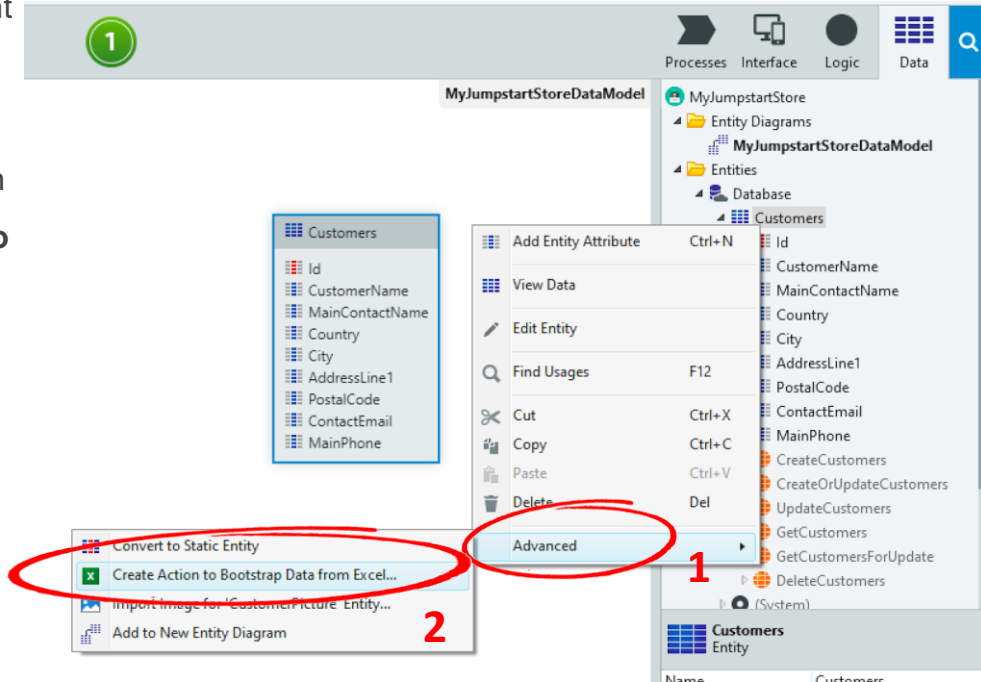 1
Processes Interface Logic Data
MyJumpstartStoreDataModel
MyJumpstartStore
Entity Diagrams
MyJumpstartStoreDataModel
Entities
Database
Customers
Id
CustomerName
MainContactName
Country
City
AddressLine1
PostalCode
ContactEmail
MainPhone
CreateCustomers
CreateOrUpdateCustomers
UpdateCustomers
GetCustomers
GetCustomersForUpdate
DeleteCustomers
(System)
Customers
Entity
Name Customers
Customers
Id
CustomerName
MainContactName
Country
City
AddressLine1
PostalCode
ContactEmail
MainPhone
Add Entity Attribute Ctrl+N
View Data
Edit Entity
Find Usages F12
Cut Ctrl+X
Copy Ctrl+C
Paste Ctrl+V
Delete Del
Advanced
1
Convert to Static Entity
Create Action to Bootstrap Data from Excel...
Import Image for 'CustomerPicture' Entity...
Add to New Entity Diagram
2